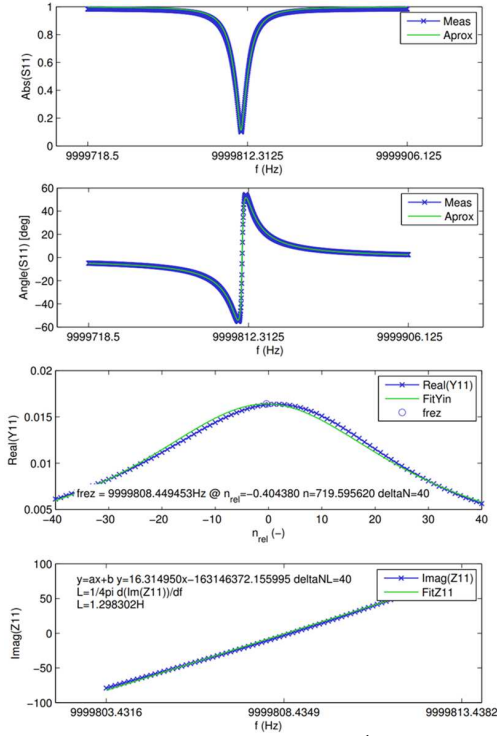 1
0.8
0.6
0.4
0.2
0
Abs(S11)
Meas
Aprox
9999718.5 9999812.3125 9999906.125
f (Hz)
60
40
20
0
−20
−40
−60
Angle(S11) [deg]
Meas
Aprox
9999718.5 9999812.3125 9999906.125
f (Hz)
0.02
0.015
0.01
0.005
Real(Y11)
Real(Y11)
FitYin
frez
frez = 9999808.449453Hz @ nrel=−0.404380 n=719.595620 deltaN=40
−40 −30 −20 −10 0 10 20 30 40
nrel (−)
100
50
0
−50
−100
Imag(Z11)
y=ax+b y=16.314950x−163146372.155995 deltaNL=40
L=1/4pi d(Im(Z11))/df
L=1.298302H
Imag(Z11)
FitZ11
9999803.4316 9999808.4349 9999813.4382
f (Hz)